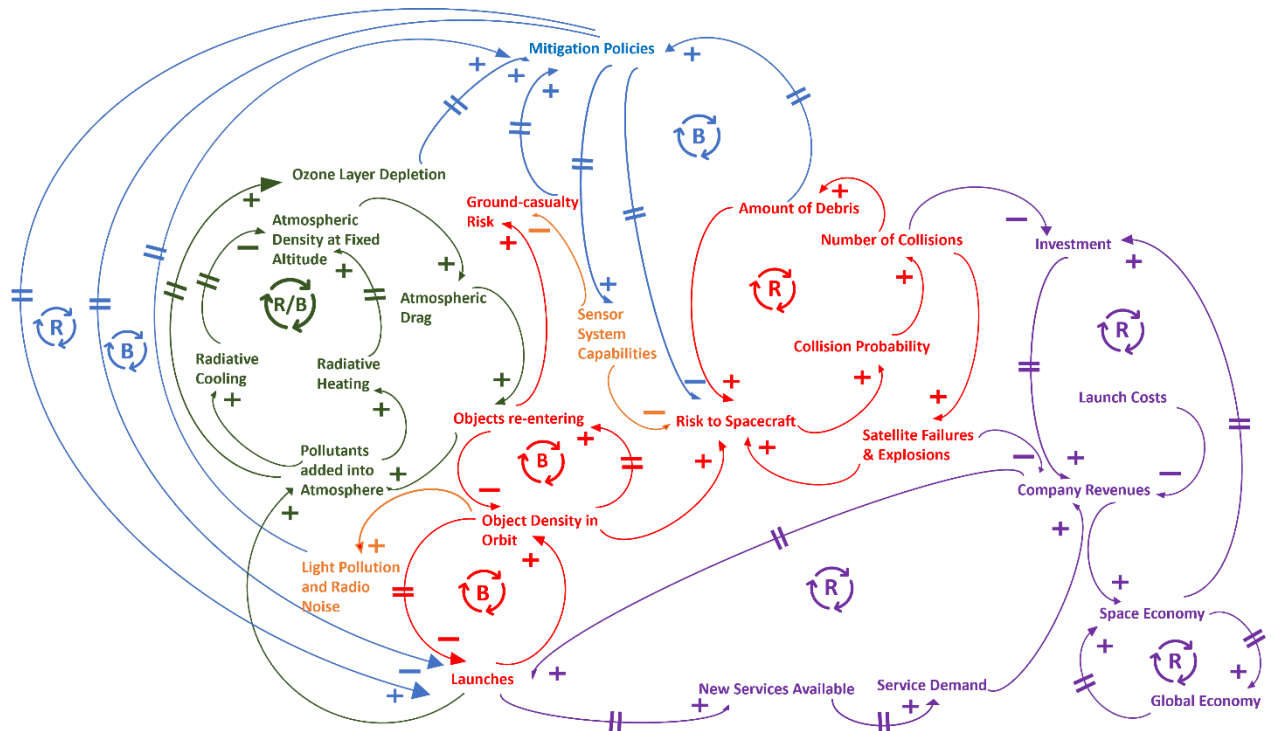 Mitigation Policies
+
+
+
+
+
B
Ozone Layer Depletion
+
Ground-casualty
Risk
+
−
Amount of Debris
+
Number of Collisions
−
Investment
+
Atmospheric
Density at Fixed
Altitude
−
+
+
R/B
Atmospheric
Drag
+
R
B
+
Sensor
System
Capabilities
R
+
Collision Probability
+
R
Radiative
Cooling
+
Radiative
Heating
+
−
−
+
+
Launch Costs
Objects re-entering
+
Risk to Spacecraft
+
+
Satellite Failures
& Explosions
−
+
−
Pollutants
added into
Atmosphere
+
+
B
−
Company Revenues
+
Object Density in
Orbit
+
+
Light Pollution
and Radio
Noise
B
R
+
Space Economy
+
−
−
+
Launches
+
+
New Services Available
+
Service Demand
R
+
Global Economy